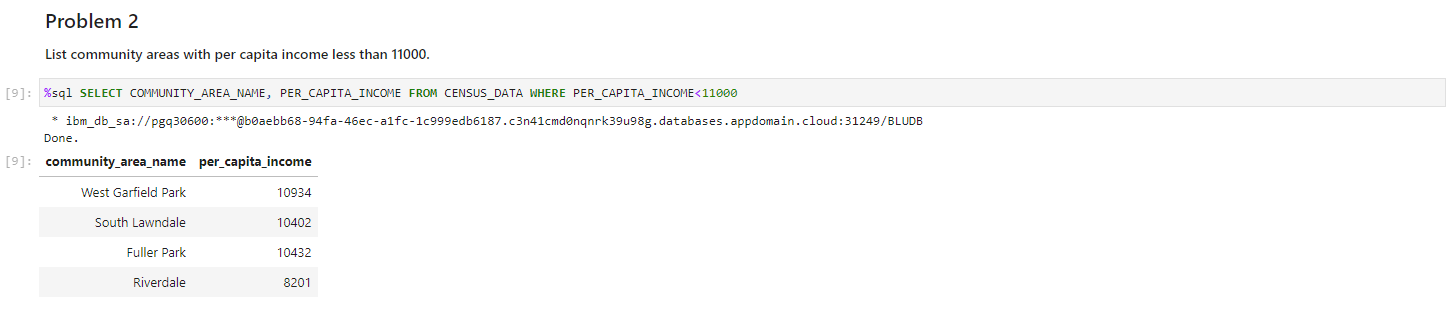 Problem 2
List community areas with per capita income less than 11000.
[9]: %sql SELECT COMMUNITY_AREA_NAME, PER_CAPITA_INCOME FROM CENSUS_DATA WHERE PER_CAPITA_INCOME<11000
* ibm_db_sa://pgq30600:***@b0aebb68-94fa-46ec-a1fc-1c999edb6187.c3n41cmd0nqnrk39u98g.databases.appdomain.cloud:31249/BLUDB
Done.
[9]: community_area_name per_capita_income
West Garfield Park 10934
South Lawndale 10402
Fuller Park 10432
Riverdale 8201